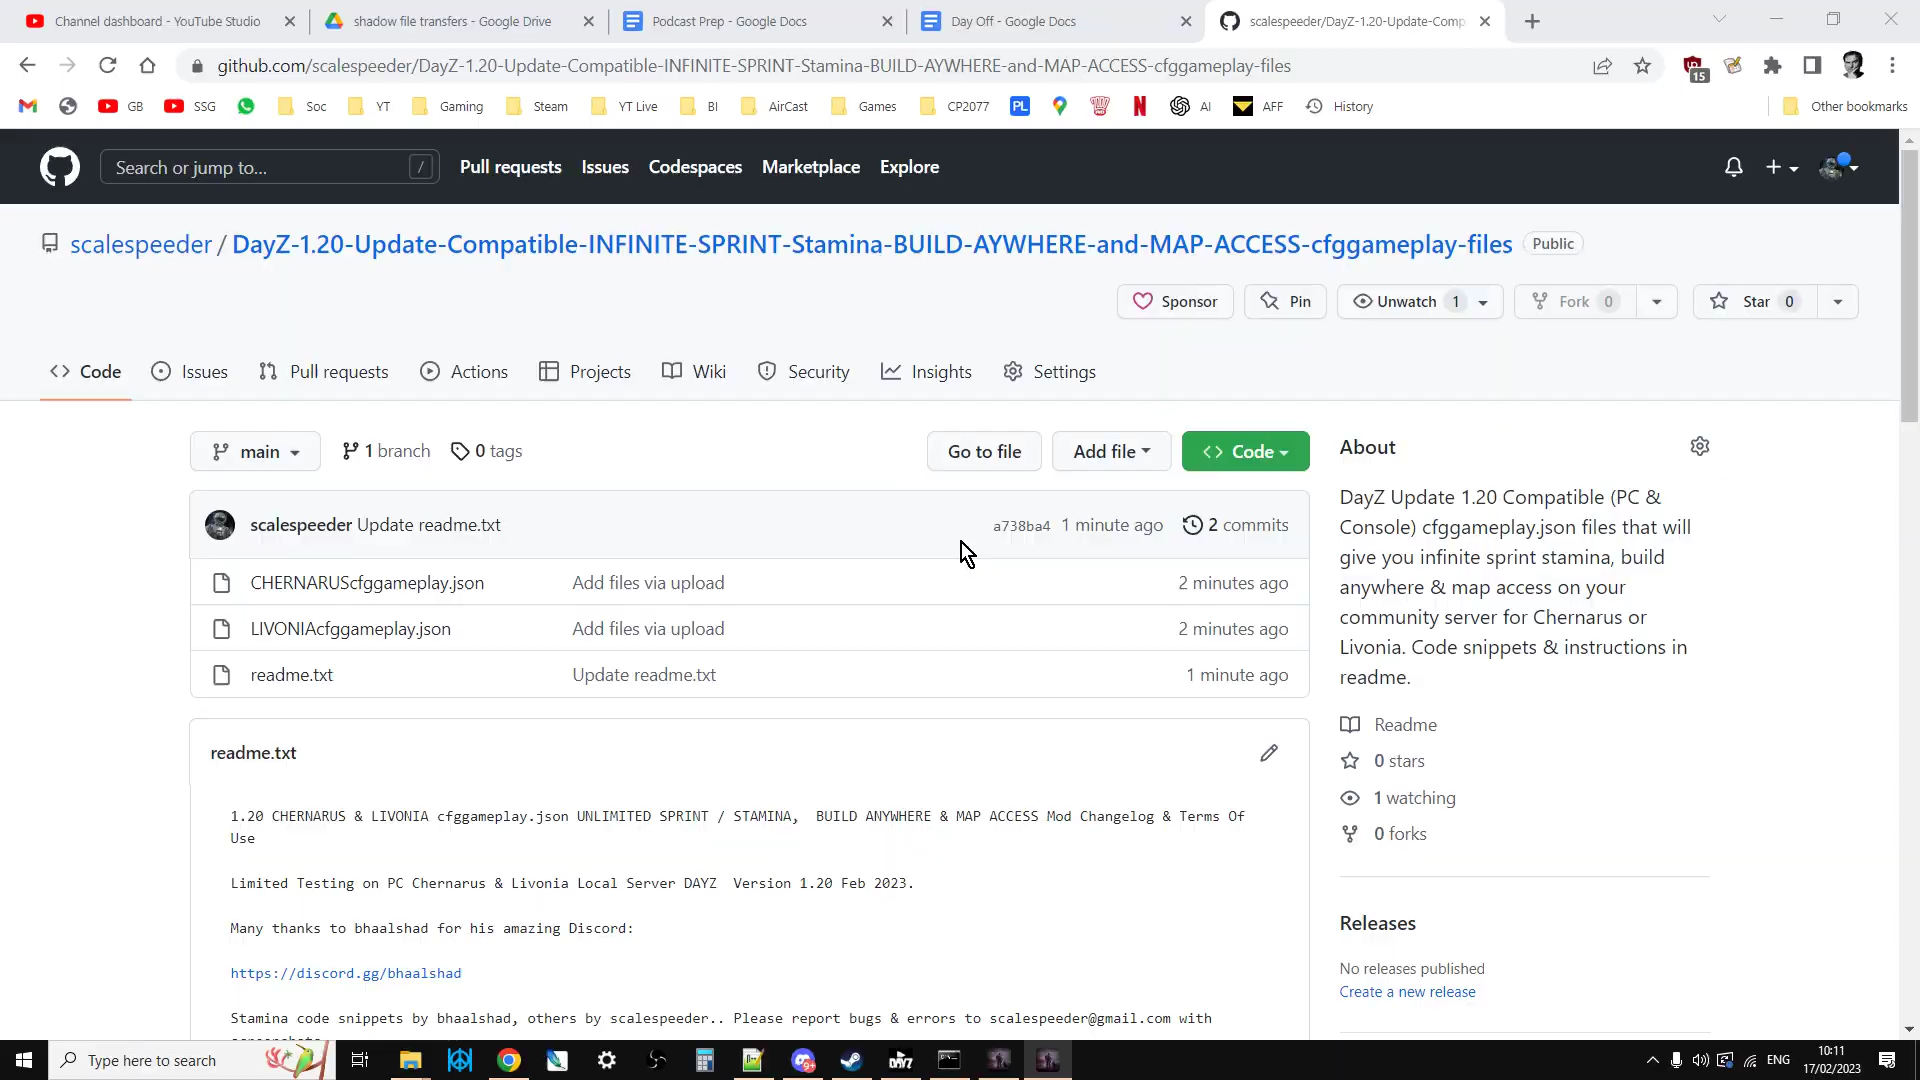 Channel dashboard - YouTube Studio
shadow file transfers - Google Drive
Podcast Prep - Google Docs
Day Off - Google Docs
scalespeeder/DayZ-1.20-Update-Comp
github.com/scalespeeder/DayZ-1.20-Update-Compatible-INFINITE-SPRINT-Stamina-BUILD-AYWHERE-and-MAP-ACCESS-cfggameplay-files
15
GB
SSG
Soc
YT
Gaming
Steam
YT Live
BI
AirCast
Games
CP2077
PL
AI
AFF
History
Other bookmarks
Search or jump to...
/
Pull requests
Issues
Codespaces
Marketplace
Explore
scalespeeder / DayZ-1.20-Update-Compatible-INFINITE-SPRINT-Stamina-BUILD-AYWHERE-and-MAP-ACCESS-cfggameplay-files
Public
Sponsor
Pin
Unwatch 1
Fork 0
Star 0
Code
Issues
Pull requests
Actions
Projects
Wiki
Security
Insights
Settings
main
1 branch
0 tags
Go to file
Add file
Code
scalespeeder Update readme.txt
a738ba4 1 minute ago
2 commits
CHERNARUScfggameplay.json
Add files via upload
2 minutes ago
LIVONIAcfggameplay.json
Add files via upload
2 minutes ago
readme.txt
Update readme.txt
1 minute ago
readme.txt
1.20 CHERNARUS & LIVONIA cfggameplay.json UNLIMITED SPRINT / STAMINA,  BUILD ANYWHERE & MAP ACCESS Mod Changelog & Terms Of
Use
Limited Testing on PC Chernarus & Livonia Local Server DAYZ  Version 1.20 Feb 2023.
Many thanks to bhaalshad for his amazing Discord:
https://discord.gg/bhaalshad
Stamina code snippets by bhaalshad, others by scalespeeder.. Please report bugs & errors to scalespeeder@gmail.com with
About
DayZ Update 1.20 Compatible (PC &
Console) cfggameplay.json files that will
give you infinite sprint stamina, build
anywhere & map access on your
community server for Chernarus or
Livonia. Code snippets & instructions in
readme.
Readme
0 stars
1 watching
0 forks
Releases
No releases published
Create a new release
Type here to search
DAYZ
ENG
10:11
17/02/2023